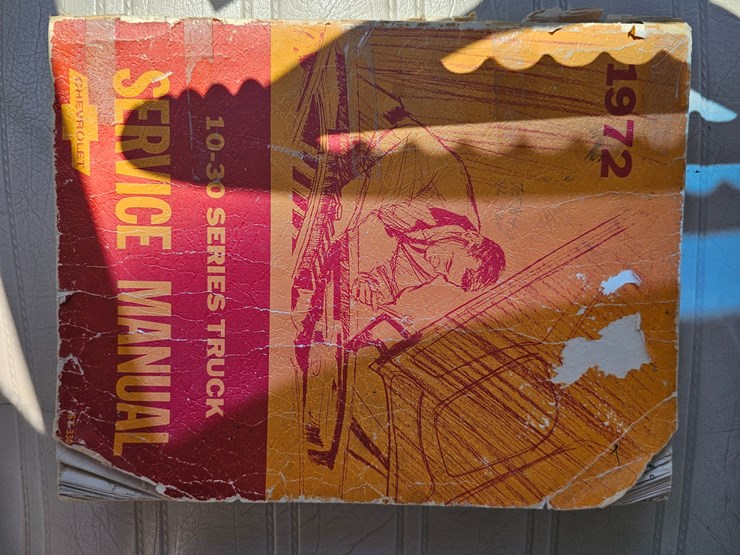 1972
10-30 SERIES TRUCK
SERVICE MANUAL
CHEVROLET